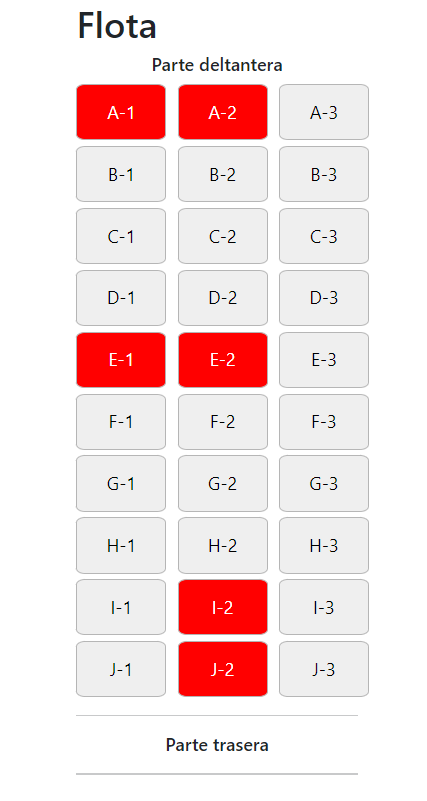 Flota
Parte deltantera
A-1 A-2 A-3
B-1 B-2 B-3
C-1 C-2 C-3
D-1 D-2 D-3
E-1 E-2 E-3
F-1 F-2 F-3
G-1 G-2 G-3
H-1 H-2 H-3
I-1 I-2 I-3
J-1 J-2 J-3
Parte trasera